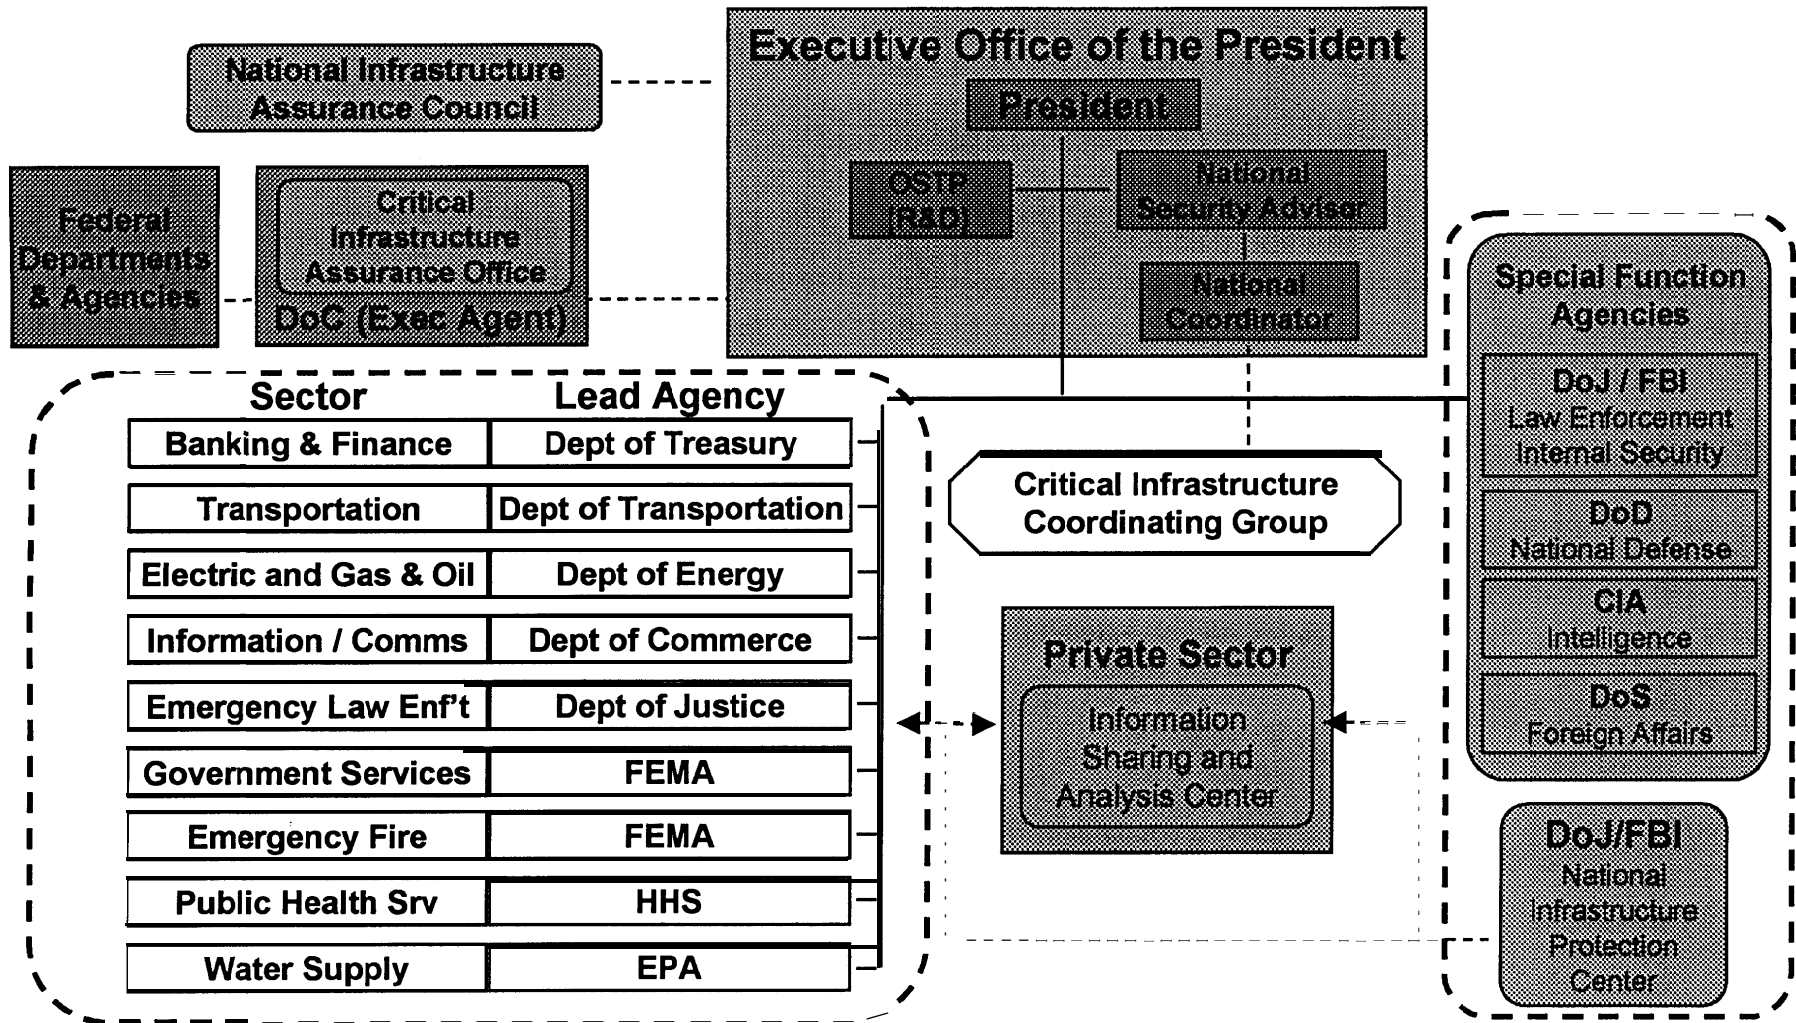 Executive Office of the President
President
OSTP
(R&D)
National
Security Advisor
National
Coordinator
National Infrastructure
Assurance Council
Federal
Departments
& Agencies
Critical
Infrastructure
Assurance Office
DoC (Exec Agent)
Sector Lead Agency
Banking & Finance Dept of Treasury
Transportation Dept of Transportation
Electric and Gas & Oil Dept of Energy
Information / Comms Dept of Commerce
Emergency Law Enf't Dept of Justice
Government Services FEMA
Emergency Fire FEMA
Public Health Srv HHS
Water Supply EPA
Critical Infrastructure
Coordinating Group
Private Sector
Information
Sharing and
Analysis Center
Special Function
Agencies
DoJ / FBI
Law Enforcement
Internal Security
DoD
National Defense
CIA
Intelligence
DoS
Foreign Affairs
DoJ/FBI
National
Infrastructure
Protection
Center